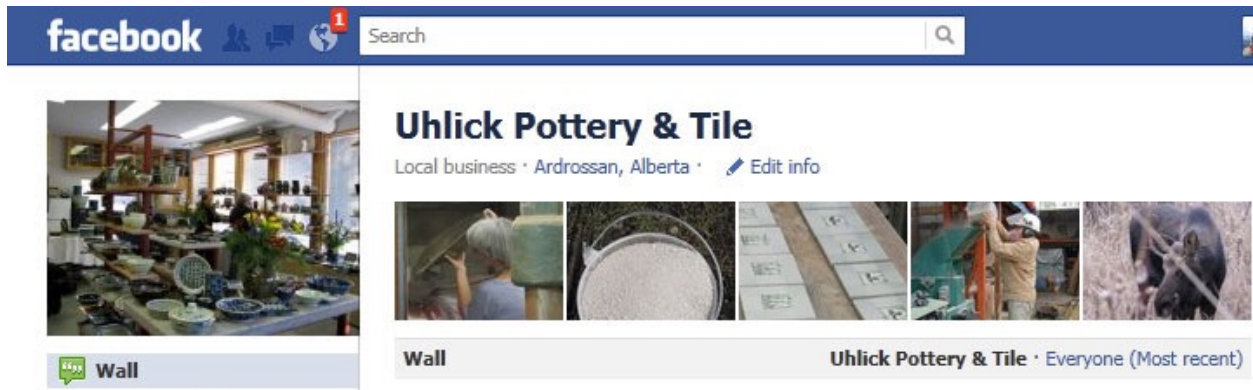 facebook 1 Search
Uhlick Pottery & Tile
Local business · Ardrossan, Alberta · Edit info
Wall
Wall Uhlick Pottery & Tile · Everyone (Most recent)